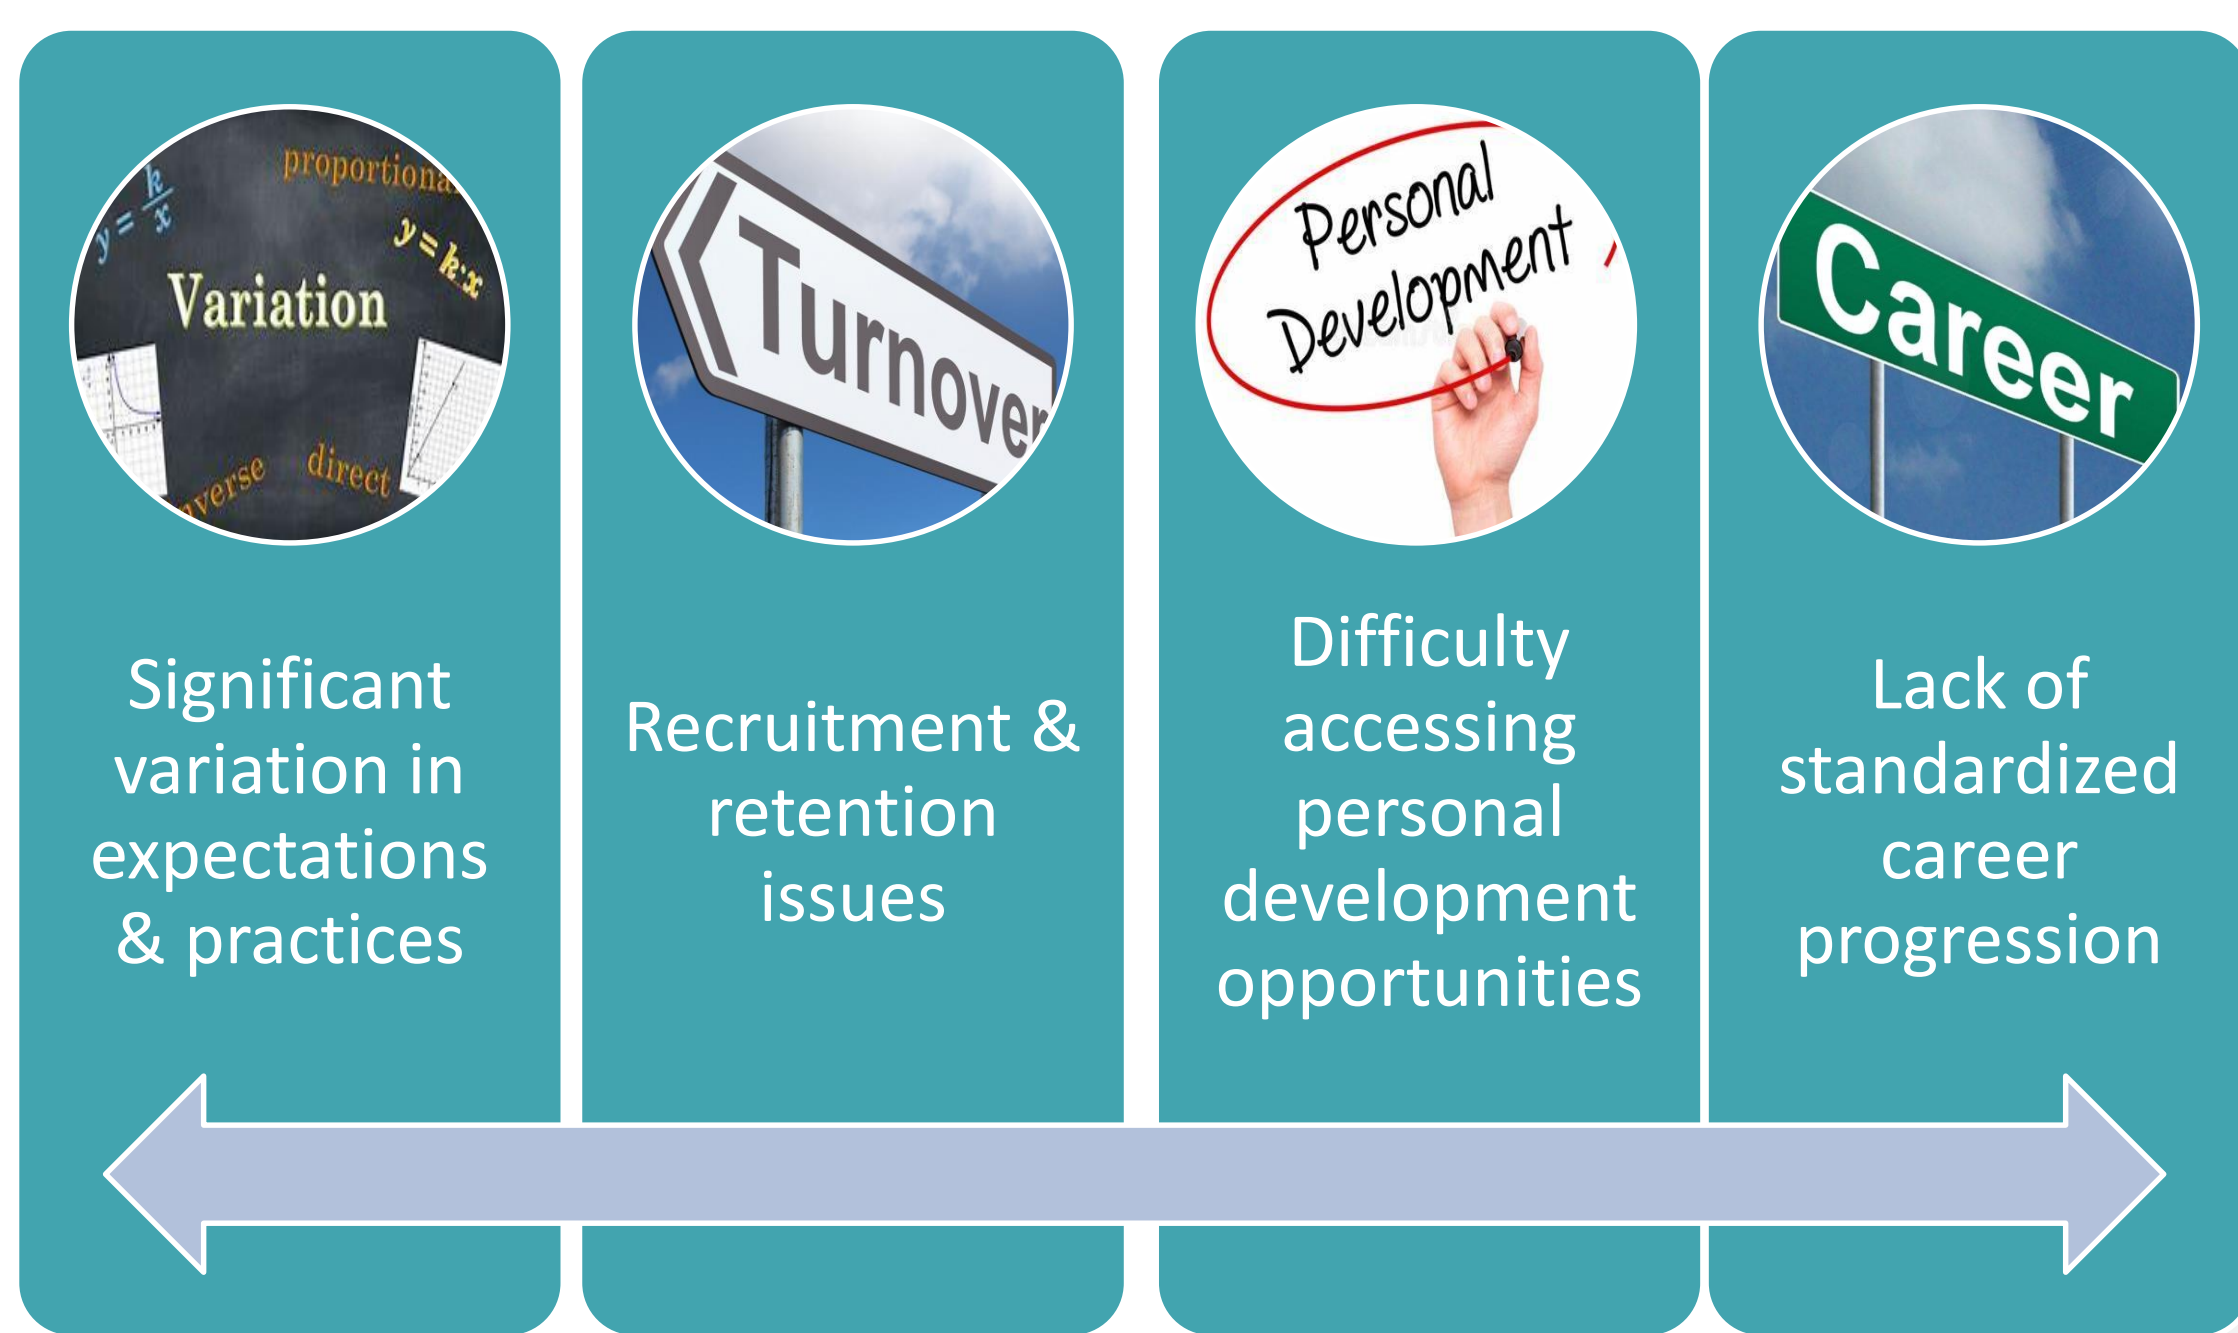 y = k/x
proportiona
y = k·x
Variation
verse
direct
Significant
variation in
expectations
& practices
Turnover
Recruitment &
retention
issues
Personal
Development
Difficulty
accessing
personal
development
opportunities
Career
Lack of
standardized
career
progression